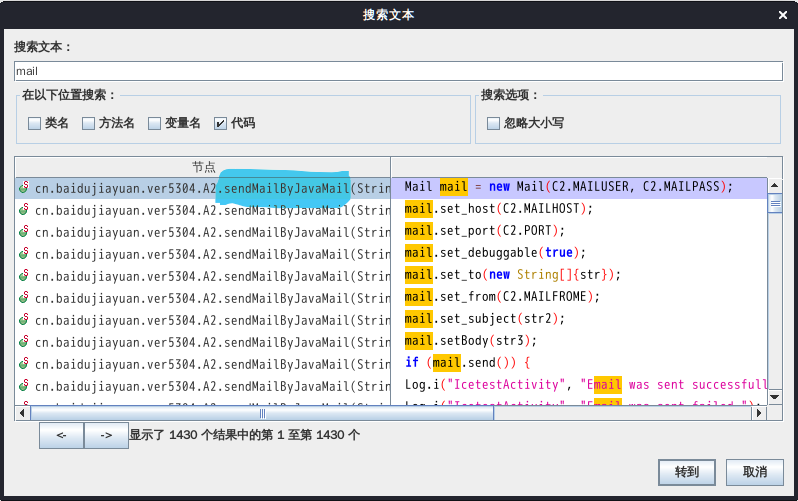 搜索文本
搜索文本：
mail
在以下位置搜索：
类名 方法名 变量名 代码
搜索选项：
忽略大小写
节点
cn.baidujiayuan.ver5304.A2.sendMailByJavaMail(Strin Mail mail = new Mail(C2.MAILUSER, C2.MAILPASS);
cn.baidujiayuan.ver5304.A2.sendMailByJavaMail(Strin mail.set_host(C2.MAILHOST);
cn.baidujiayuan.ver5304.A2.sendMailByJavaMail(Strin mail.set_port(C2.PORT);
cn.baidujiayuan.ver5304.A2.sendMailByJavaMail(Strin mail.set_debuggable(true);
cn.baidujiayuan.ver5304.A2.sendMailByJavaMail(Strin mail.set_to(new String[]{str});
cn.baidujiayuan.ver5304.A2.sendMailByJavaMail(Strin mail.set_from(C2.MAILFROME);
cn.baidujiayuan.ver5304.A2.sendMailByJavaMail(Strin mail.set_subject(str2);
cn.baidujiayuan.ver5304.A2.sendMailByJavaMail(Strin mail.setBody(str3);
cn.baidujiayuan.ver5304.A2.sendMailByJavaMail(Strin if (mail.send()) {
cn.baidujiayuan.ver5304.A2.sendMailByJavaMail(Strin Log.i("IcetestActivity", "Email was sent successfull
<- -> 显示了 1430 个结果中的第 1 至第 1430 个
转到 取消